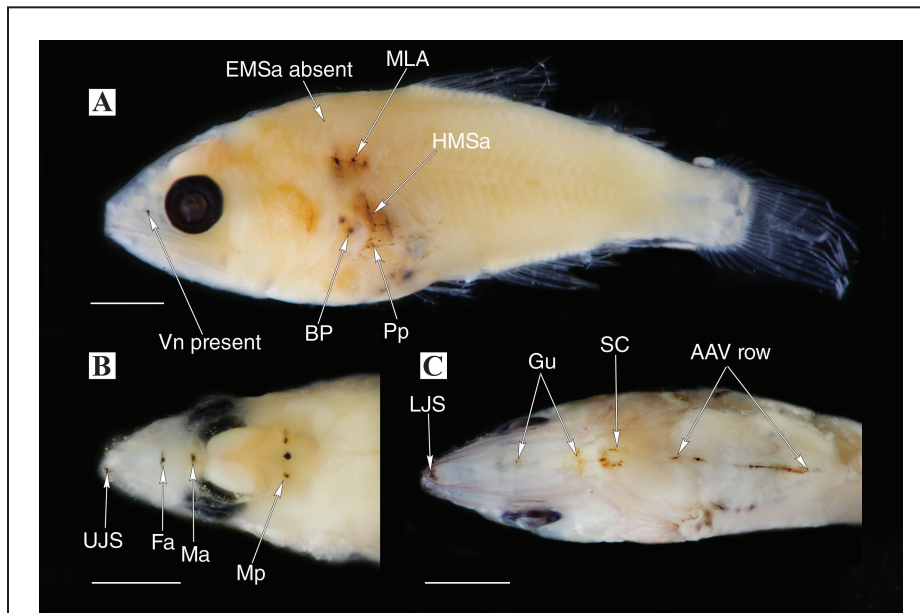 A
EMSa absent
MLA
HMSa
Vn present
BP
Pp
B
UJS
Fa
Ma
Mp
C
LJS
Gu
SC
AAV row